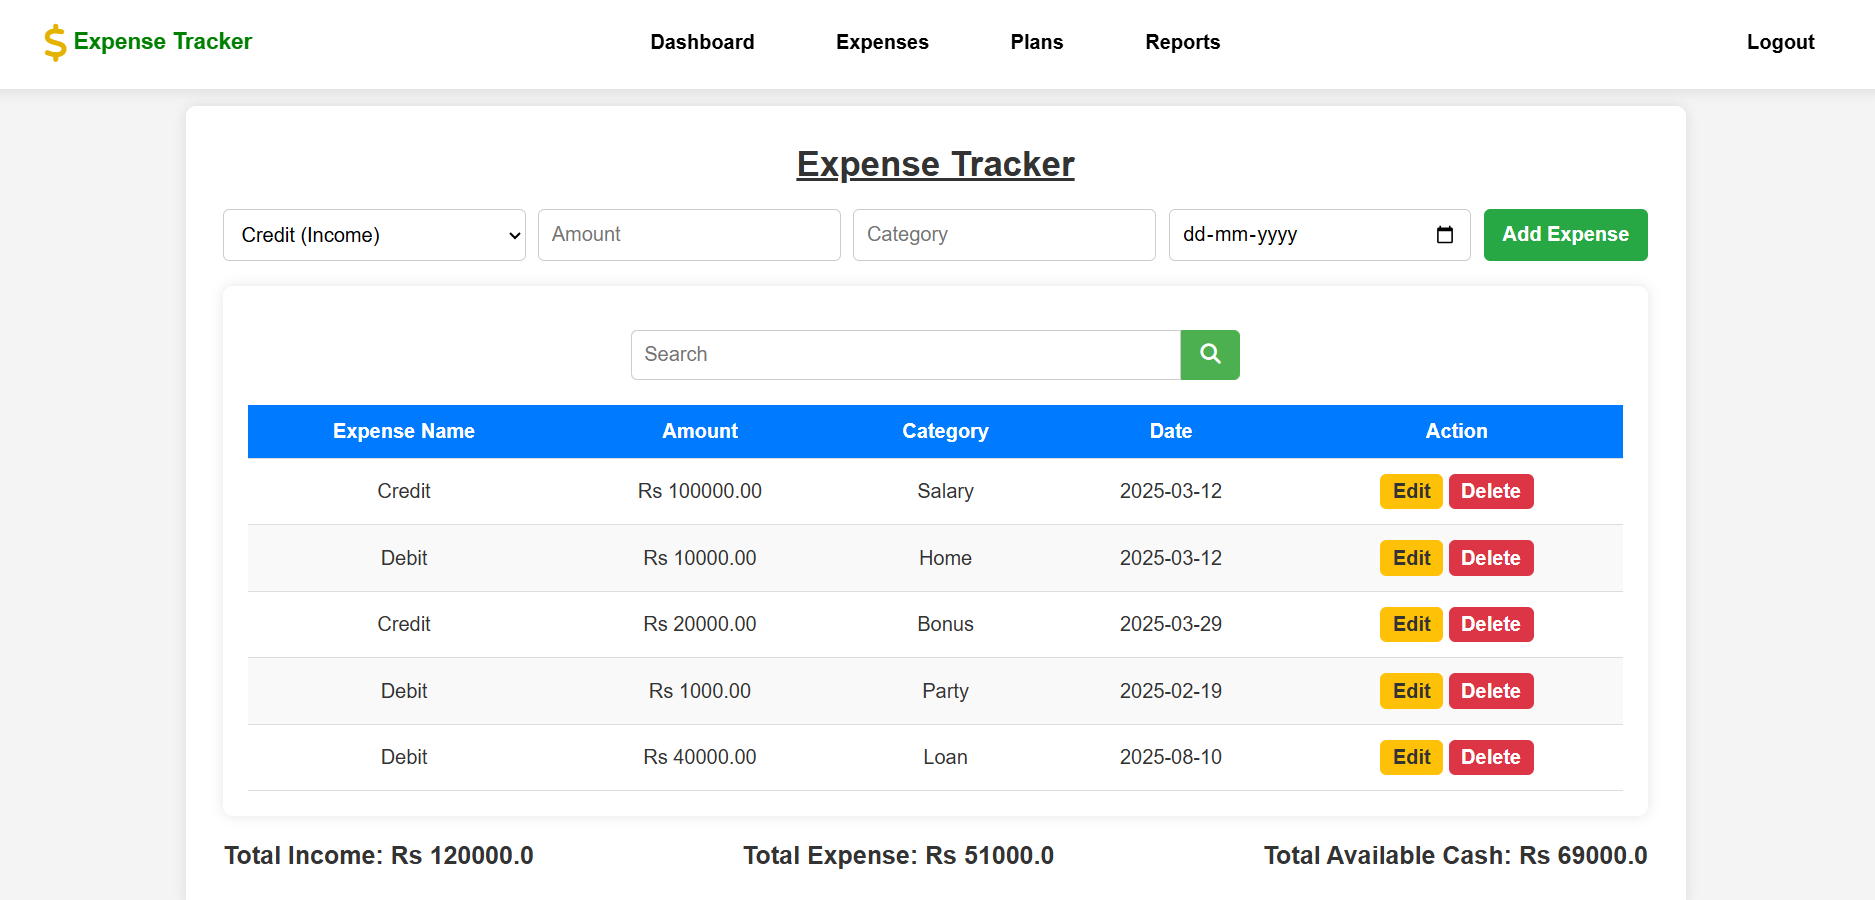 $ Expense Tracker Dashboard Expenses Plans Reports Logout
Expense Tracker
Credit (Income) Amount Category dd-mm-yyyy Add Expense
Search
Expense Name Amount Category Date Action
Credit Rs 100000.00 Salary 2025-03-12 Edit Delete
Debit Rs 10000.00 Home 2025-03-12 Edit Delete
Credit Rs 20000.00 Bonus 2025-03-29 Edit Delete
Debit Rs 1000.00 Party 2025-02-19 Edit Delete
Debit Rs 40000.00 Loan 2025-08-10 Edit Delete
Total Income: Rs 120000.0 Total Expense: Rs 51000.0 Total Available Cash: Rs 69000.0